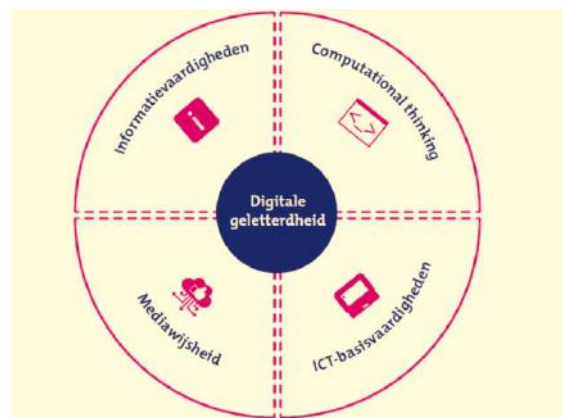 Informatievaardigheden
Computational thinking
Digitale
geletterdheid
Mediawijsheid
ICT-basisvaardigheden